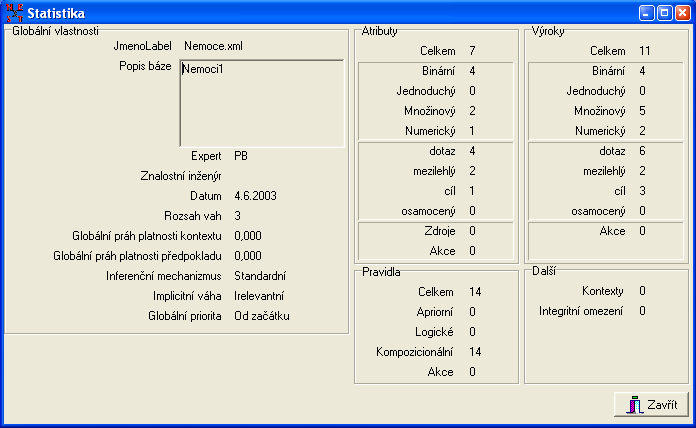 Statistika
Globální vlastnosti
JmenoLabel Nemoce.xml
Popis báze Nemoci1
Expert PB
Znalostní inženýr
Datum 4.6.2003
Rozsah vah 3
Globální práh platnosti kontextu 0,000
Globální práh platnosti předpokladu 0,000
Inferenční mechanizmus Standardní
Implicitní váha Irelevantní
Globální priorita Od začátku
Atributy
Celkem 7
Binární 4
Jednoduchý 0
Množinový 2
Numerický 1
dotaz 4
mezilehlý 2
cíl 1
osamocený 0
Zdroje 0
Akce 0
Výroky
Celkem 11
Binární 4
Jednoduchý 0
Množinový 5
Numerický 2
dotaz 6
mezilehlý 2
cíl 3
osamocený 0
Akce 0
Pravidla
Celkem 14
Apriorní 0
Logické 0
Kompozicionální 14
Akce 0
Další
Kontexty 0
Integritní omezení 0
Zavřít